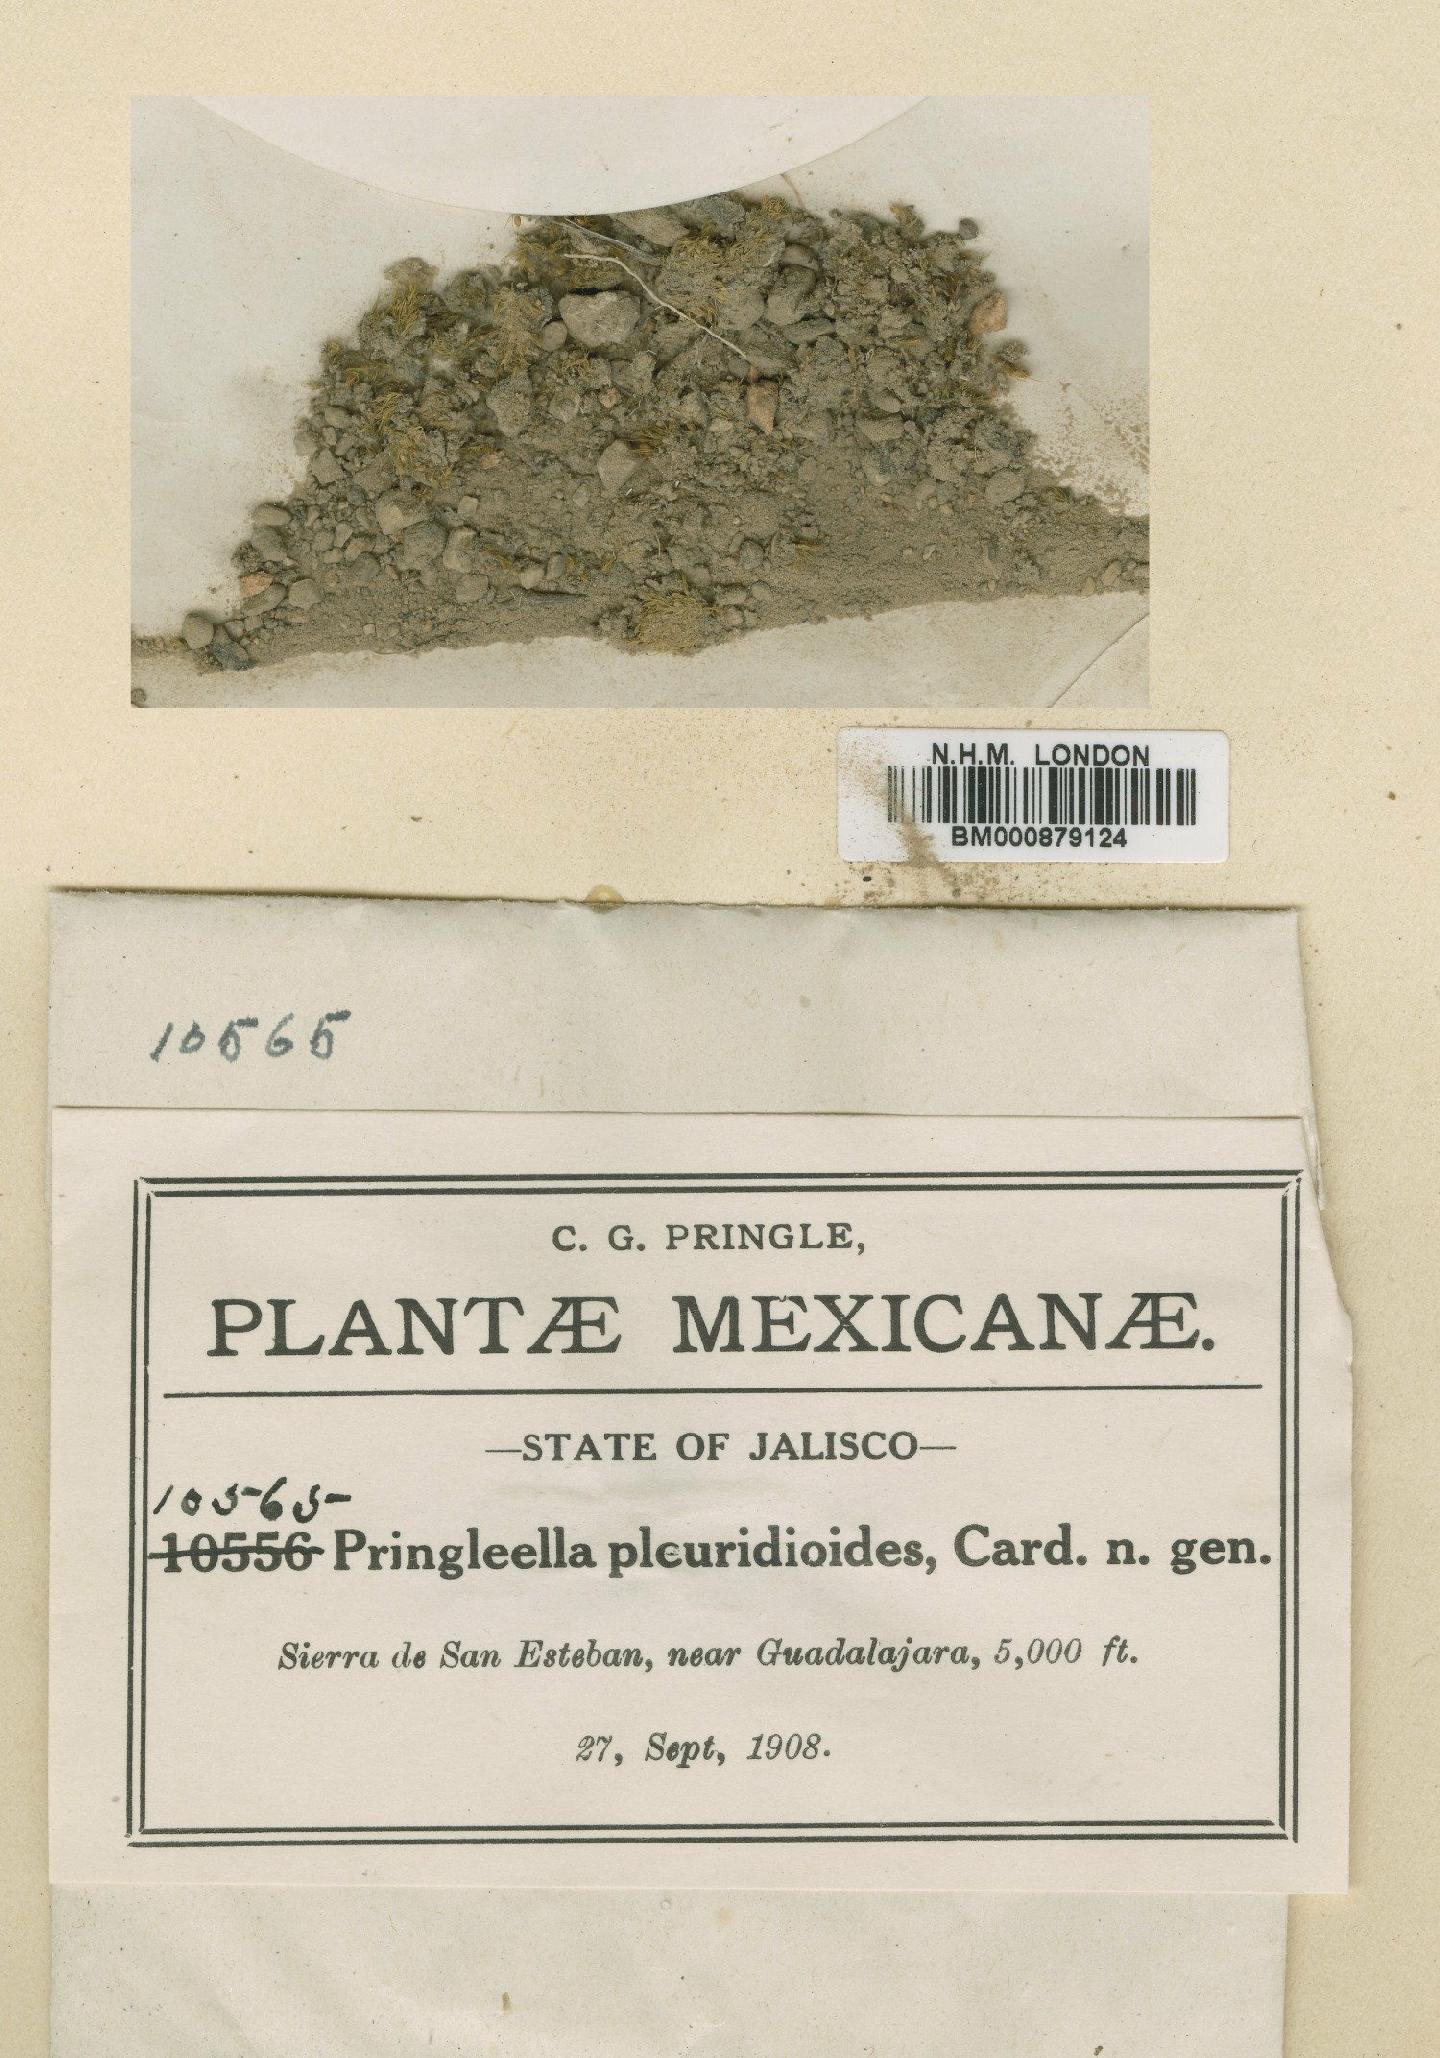 N.H.M. LONDON
BM000879124
10565
C. G. PRINGLE,
PLANTÆ MEXICANÆ.
—STATE OF JALISCO—
10565
10556 Pringleella pleuridioides, Card. n. gen.
Sierra de San Esteban, near Guadalajara, 5,000 ft.
27, Sept, 1908.